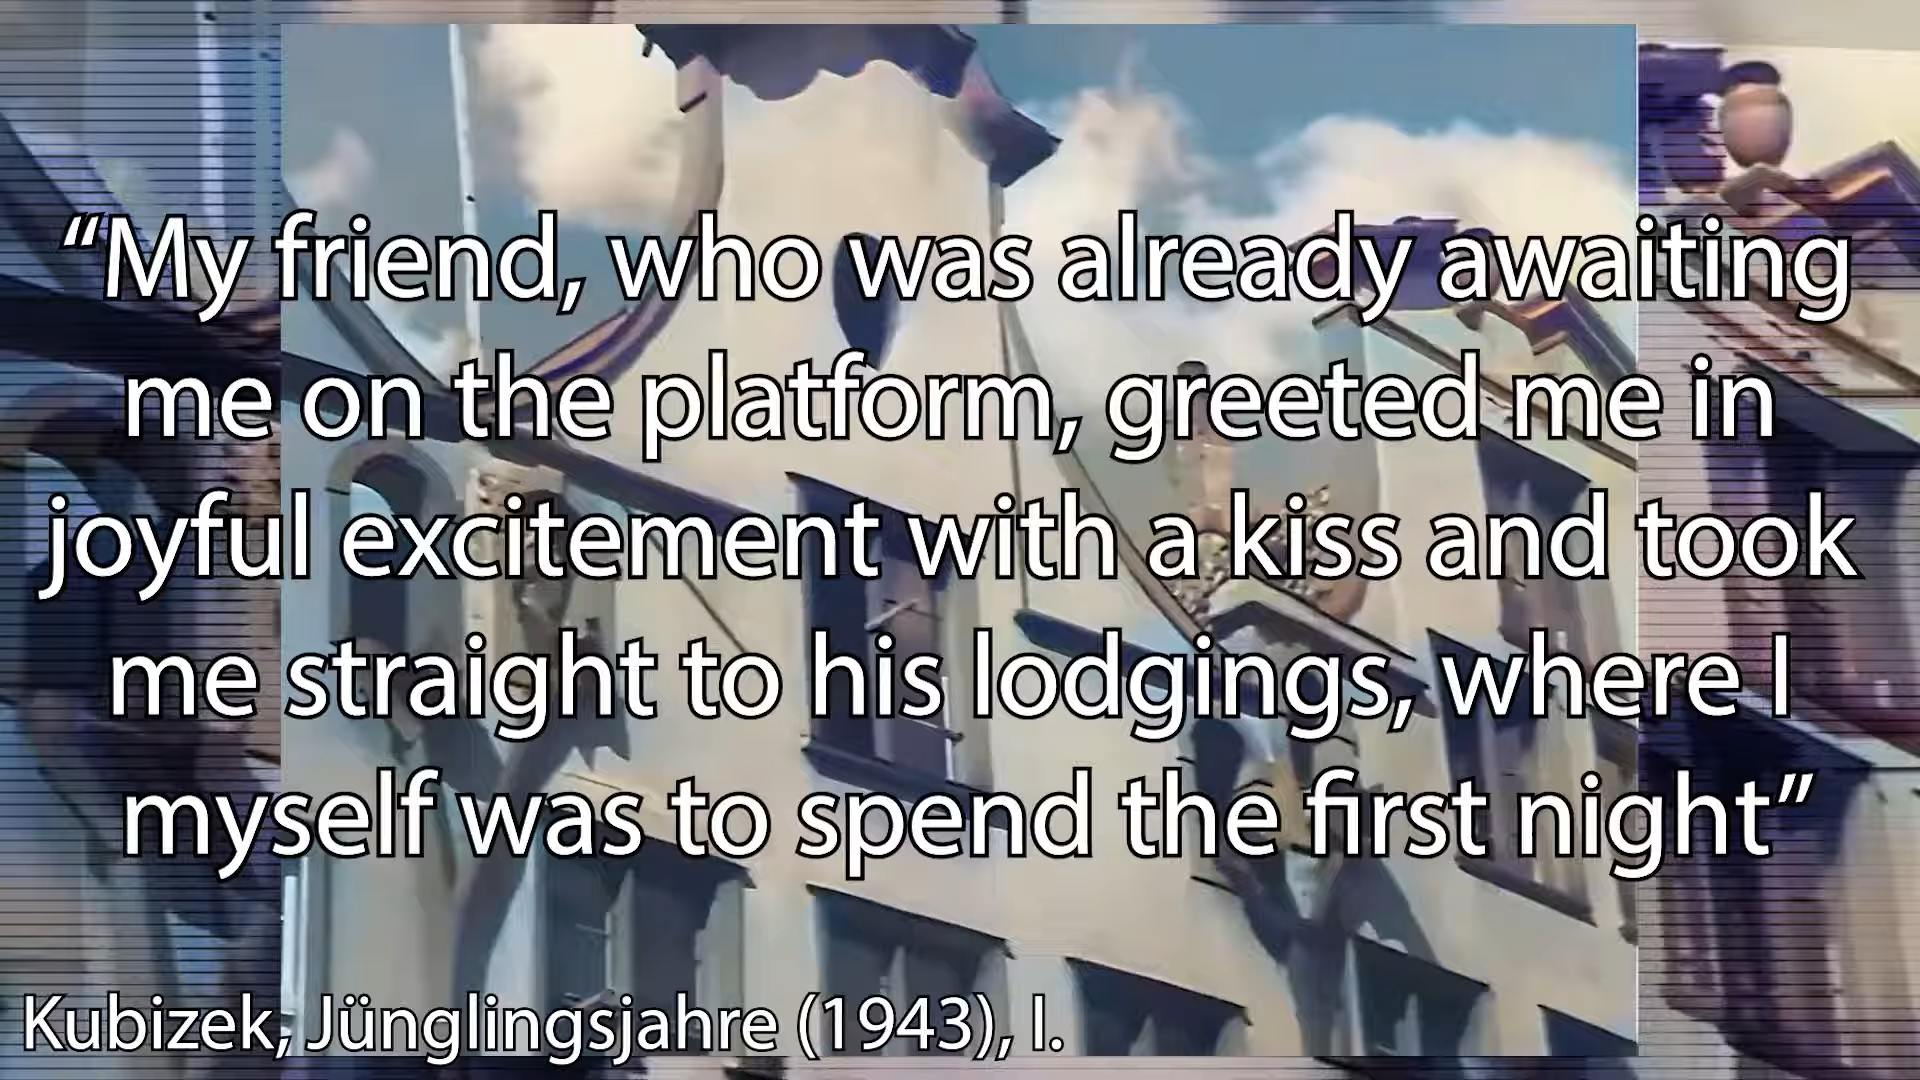 “My friend, who was already awaiting
me on the platform, greeted me in
joyful excitement with a kiss and took
me straight to his lodgings, where I
myself was to spend the first night”
Kubizek, Jünglingsjahre (1943), I.